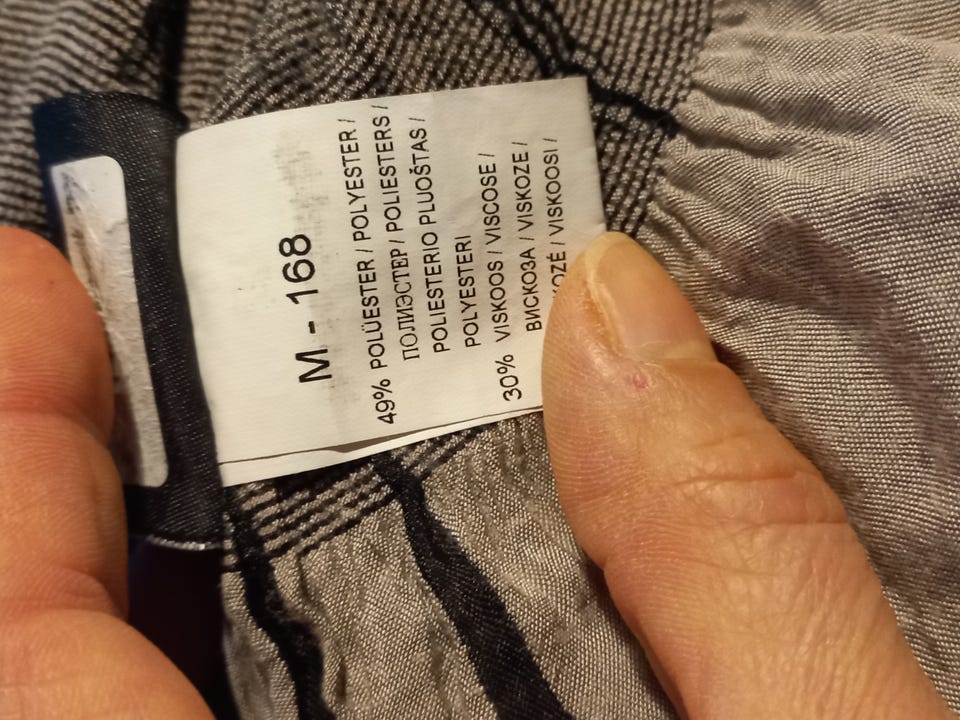 M - 168
49% POLÜESTER / POLYESTER /
ПОЛИЭСТЕР / POLIESTERS /
POLIESTERIO PLUOŠTAS /
POLYESTERI
30% VISKOOS / VISCOSE /
ВИСКОЗА / VISKOZE /
VISKOOSI /